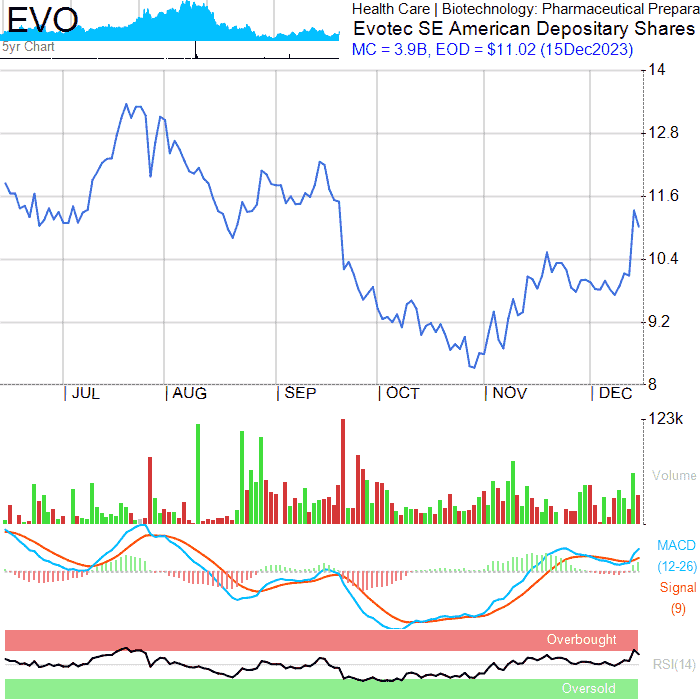 EVO
5yr Chart
Health Care | Biotechnology: Pharmaceutical Prepara
Evotec SE American Depositary Shares
MC = 3.9B, EOD = $11.02 (15Dec2023)
14
12.8
11.6
10.4
9.2
8
JUL AUG SEP OCT NOV DEC
123k
Volume
MACD
(12-26)
Signal
(9)
Overbought
RSI(14)
Oversold